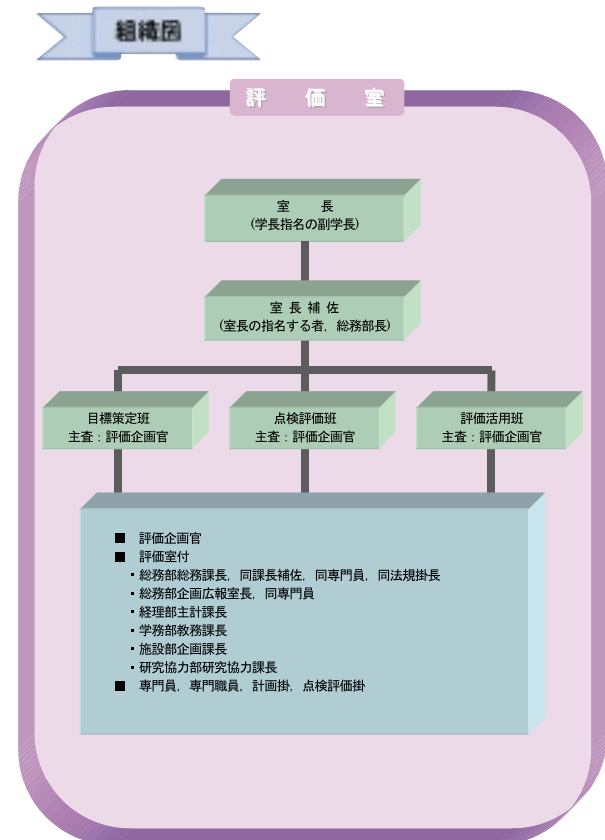 組織図
評　価　室
室　　長
(学長指名の副学長)
室 長 補 佐
(室長の指名する者，総務部長)
目標策定班
主査：評価企画官
点検評価班
主査：評価企画官
評価活用班
主査：評価企画官
■ 評価企画官
■ 評価室付
・総務部総務課長，同課長補佐，同専門員，同法規掛長
・総務部企画広報室長，同専門員
・経理部主計課長
・学務部教務課長
・施設部企画課長
・研究協力部研究協力課長
■ 専門員，専門職員，計画掛，点検評価掛